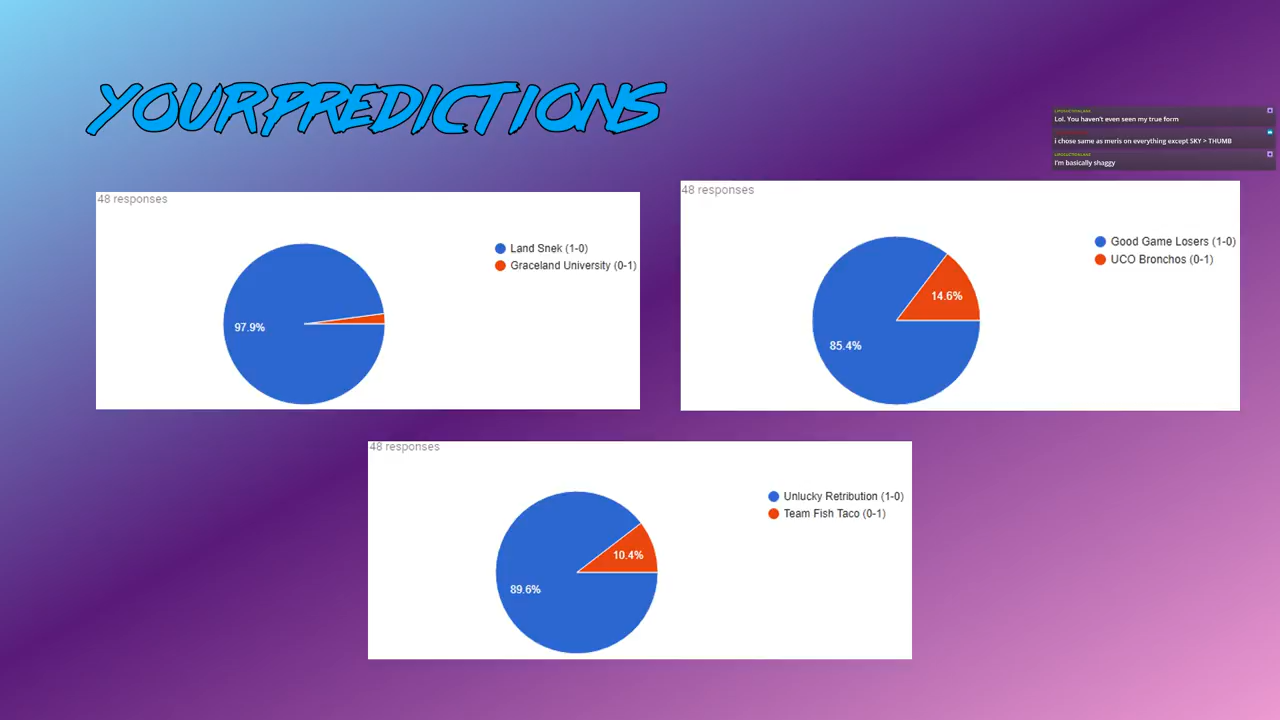 YOUR PREDICTIONS
Lol. You haven't even seen my true form
i chose same as meris on everything except SKY > THUMB
I'm basically shaggy
48 responses
Land Snek (1-0)
Graceland University (0-1)
97.9%
48 responses
Good Game Losers (1-0)
UCO Bronchos (0-1)
14.6%
85.4%
48 responses
Unlucky Retribution (1-0)
Team Fish Taco (0-1)
10.4%
89.6%